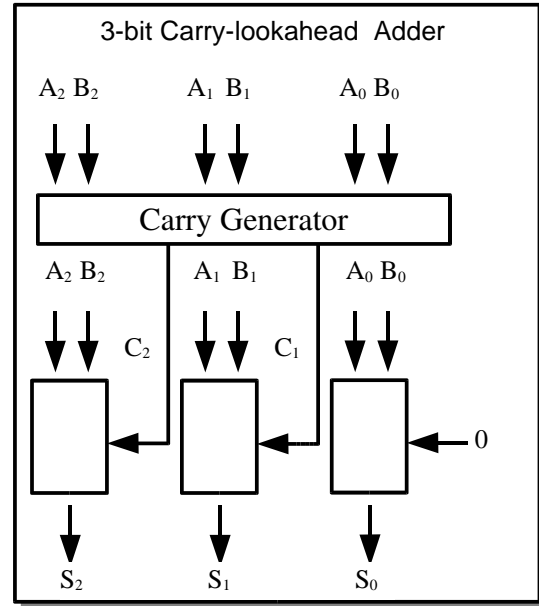 3-bit Carry-lookahead Adder
A₂ B₂ A₁ B₁ A₀ B₀
Carry Generator
A₂ B₂ A₁ B₁ A₀ B₀
C₂ C₁
0
S₂ S₁ S₀